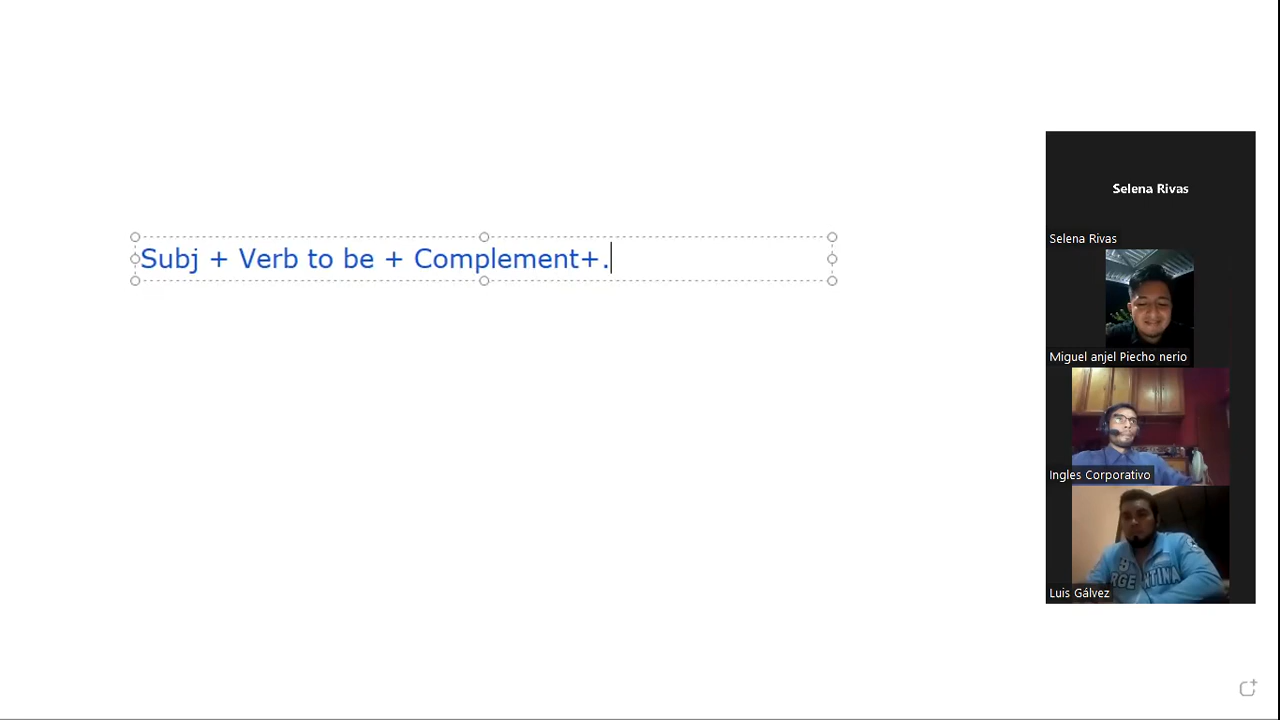 Subj + Verb to be + Complement+.
Selena Rivas
Selena Rivas
Miguel anjel Piecho nerio
Ingles Corporativo
Luis Gálvez